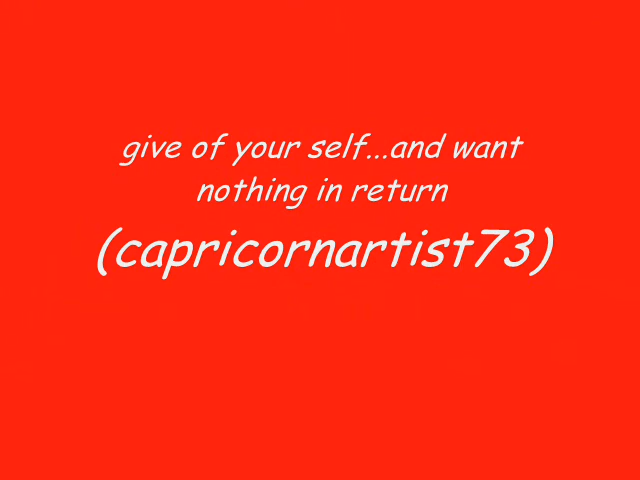 give of your self...and want
nothing in return
(capricornartist73)